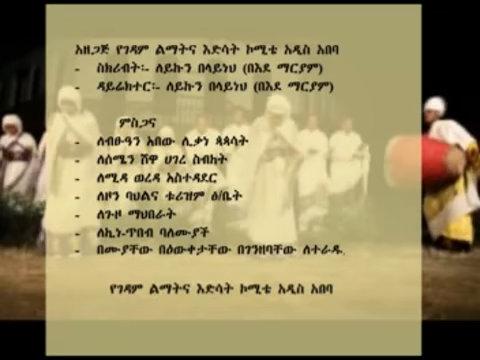 አዘጋጅ የገዳም ልማትና እድሳት ኮሚቴ አዲስ አበባ
- ስክሪብት፡- ለይኩን በላይነህ (በእደ ማርያም)
- ዳይሬክተር፡- ለይኩን በላይነህ (በእደ ማርያም)
ምስጋና
- ለብፁዓን አበው ሊቃነ ጳጳሳት
- ለሰሜን ሸዋ ሀገረ ስብከት
- ለሚዳ ወረዳ አስተዳደር
- ለዞን ባህልና ቱሪዝም ፅ/ቤት
- ለጉዞ ማህበራት
- ለኪነ-ጥበብ ባለሙያች
- በሙያቸው በዕውቀታቸው በገንዘባቸው ለተራዱ.
የገዳም ልማትና እድሳት ኮሚቴ አዲስ አበባ